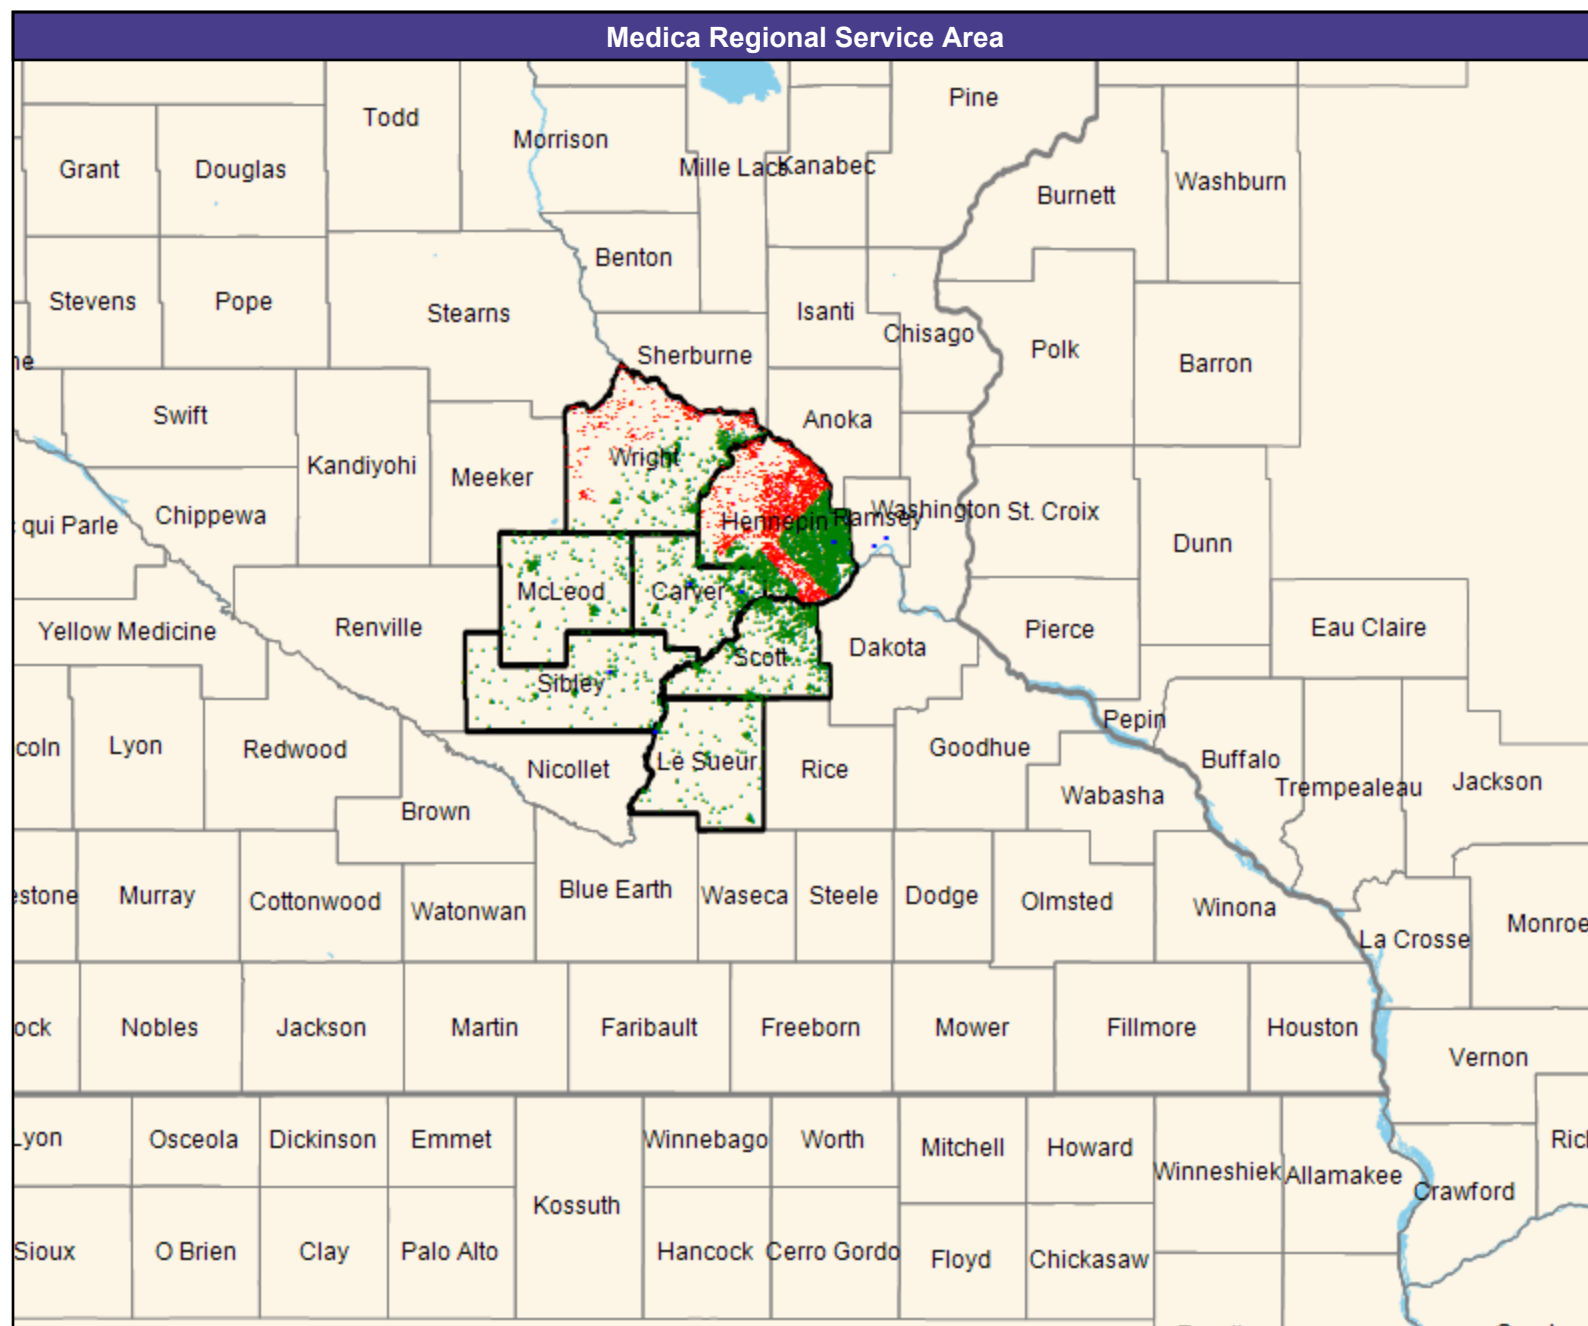 Medica Regional Service Area
Pine
Todd
Morrison
Mille Lacs
Kanabec
Grant
Douglas
Burnett
Washburn
Benton
Stevens
Pope
Stearns
Isanti
Chisago
Sherburne
Polk
Barron
ne
Swift
Anoka
Kandiyohi
Meeker
Wright
Washington
St. Croix
qui Parle
Chippewa
Hennepin
Ramsey
Dunn
McLeod
Carver
Yellow Medicine
Renville
Pierce
Eau Claire
Dakota
Scott
Sibley
Pepin
coln
Lyon
Redwood
Goodhue
Buffalo
Nicollet
Le Sueur
Rice
Trempealeau
Jackson
Wabasha
Brown
estone
Murray
Cottonwood
Watonwan
Blue Earth
Waseca
Steele
Dodge
Olmsted
Winona
La Crosse
Monroe
ock
Nobles
Jackson
Martin
Faribault
Freeborn
Mower
Fillmore
Houston
Vernon
Lyon
Osceola
Dickinson
Emmet
Winnebago
Worth
Mitchell
Howard
Winneshiek
Allamakee
Crawford
Rich
Kossuth
Sioux
O Brien
Clay
Palo Alto
Hancock
Cerro Gordo
Floyd
Chickasaw